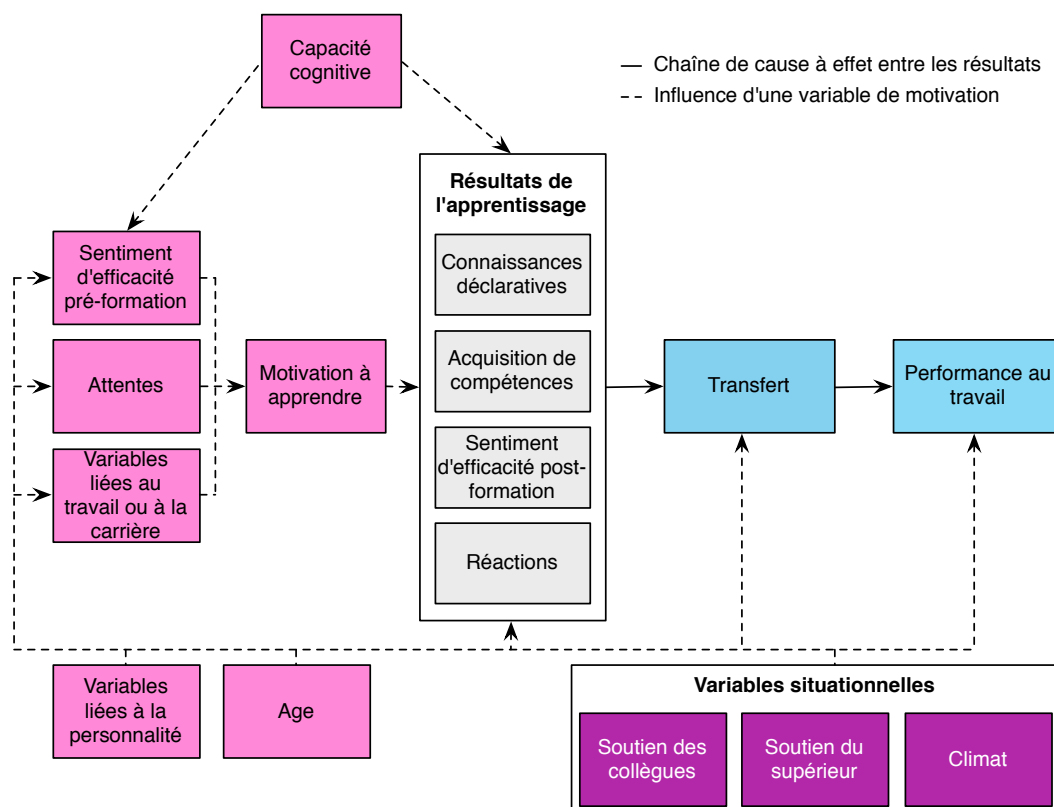 Capacité
cognitive
Chaîne de cause à effet entre les résultats
Influence d'une variable de motivation
Résultats de
l'apprentissage
Sentiment
d'efficacité
pré-formation
Connaissances
déclaratives
Attentes
Motivation à
apprendre
Acquisition de
compétences
Transfert
Performance au
travail
Variables liées au
travail ou à la
carrière
Sentiment
d'efficacité post-
formation
Réactions
Variables
liées à la
personnalité
Age
Variables situationnelles
Soutien des
collègues
Soutien du
supérieur
Climat